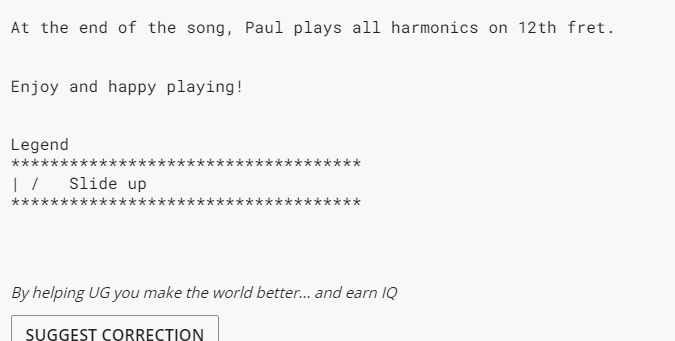 At the end of the song, Paul plays all harmonics on 12th fret.
Enjoy and happy playing!
Legend
************************************
| /   Slide up
************************************
By helping UG you make the world better... and earn IQ
SUGGEST CORRECTION